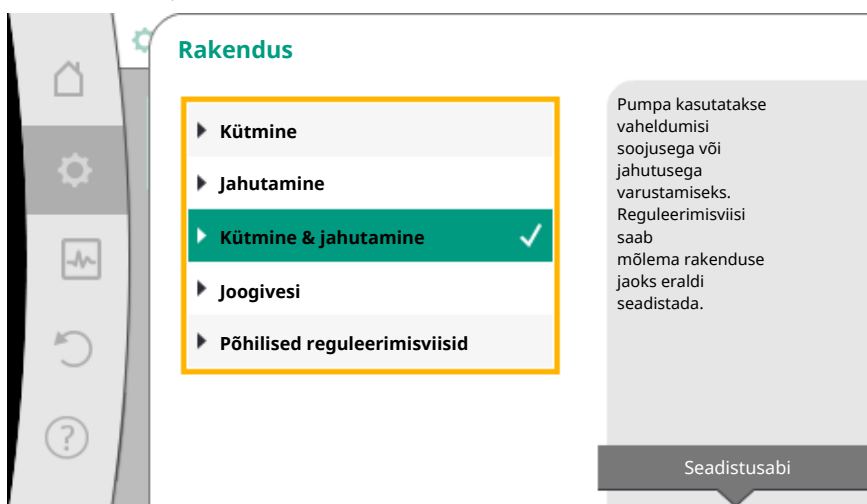 Rakendus
Kütmine
Jahutamine
Kütmine & jahutamine
Joogivesi
Põhilised reguleerimisviisid
Pumpa kasutatakse
vaheldumisi
soojusega või
jahutusega
varustamiseks.
Reguleerimisviisi
saab
mõlema rakenduse
jaoks eraldi
seadistada.
?
Seadistusabi